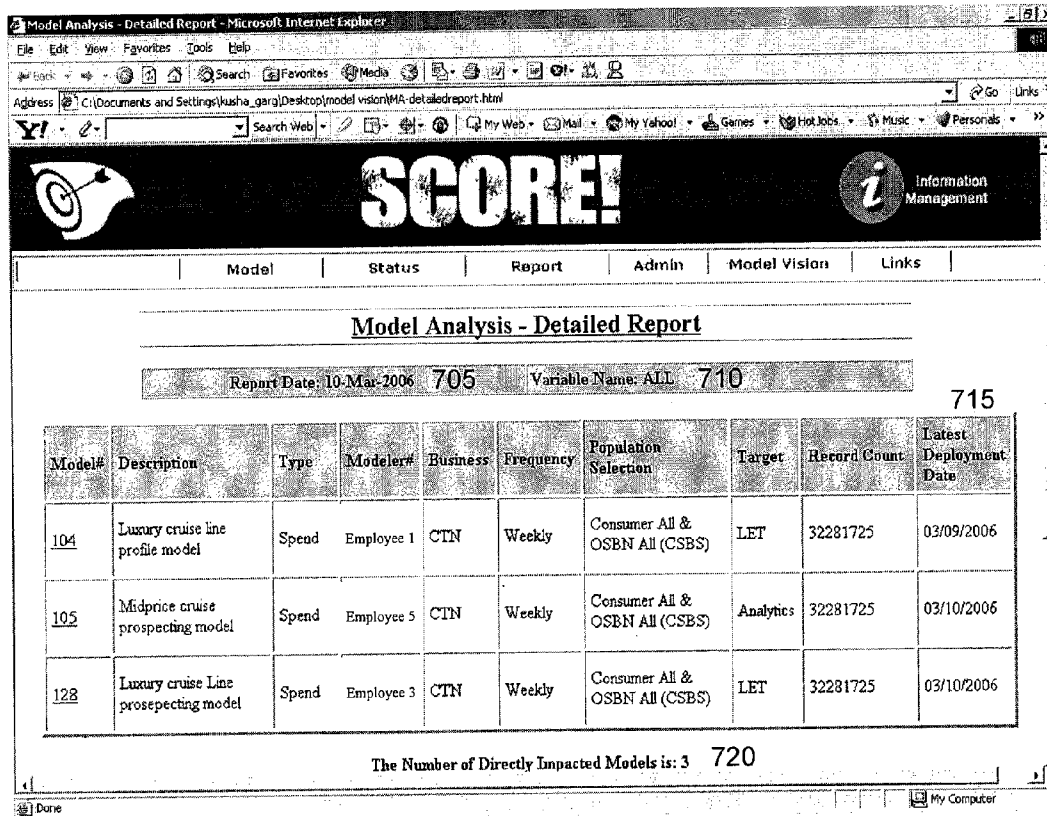 Model Analysis - Detailed Report - Microsoft Internet Explorer
File Edit View Favorites Tools Help
Back Search Favorites Media
Address C:\Documents and Settings\kusha_garg\Desktop\model vision\MA-detailedreport.html Go Links
Y! Search Web My Web Mail My Yahoo! Games HotJobs Music Personals »
SCORE!
i Information
Management
Model Status Report Admin Model Vision Links
Model Analysis - Detailed Report
Report Date: 10-Mar-2006 705 Variable Name: ALL 710
715
Model# Description Type Modeler# Business Frequency Population Selection Target Record Count Latest Deployment Date
104 Luxury cruise line profile model Spend Employee 1 CTN Weekly Consumer All & OSBN All (CSBS) LET 32281725 03/09/2006
105 Midprice cruise prospecting model Spend Employee 5 CTN Weekly Consumer All & OSBN All (CSBS) Analytics 32281725 03/10/2006
128 Luxury cruise Line prosepecting model Spend Employee 3 CTN Weekly Consumer All & OSBN All (CSBS) LET 32281725 03/10/2006
The Number of Directly Impacted Models is: 3 720
Done My Computer